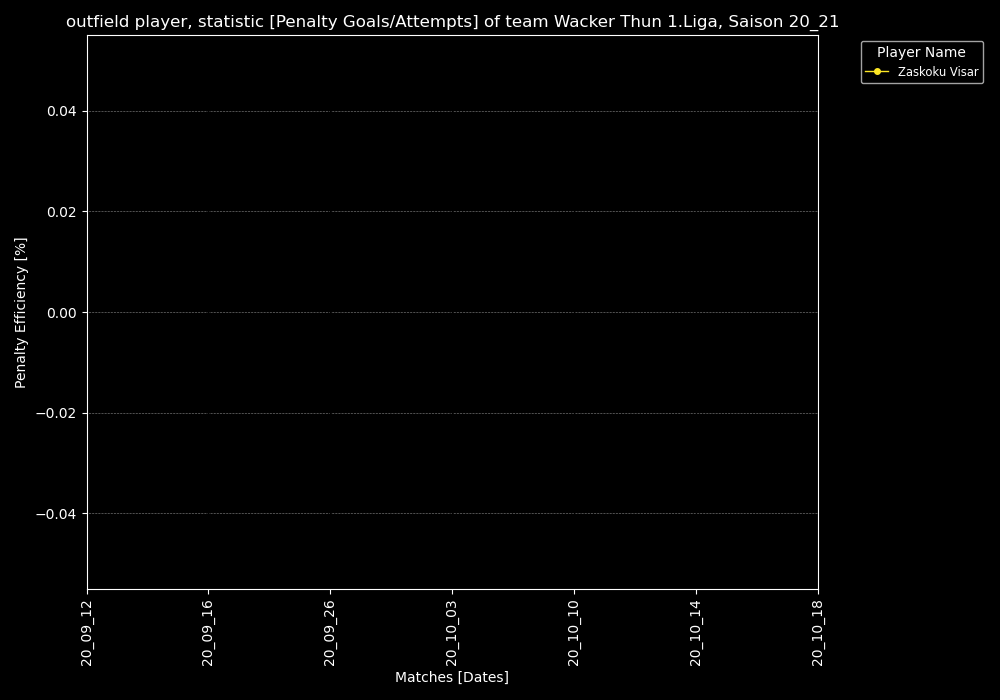 outfield player, statistic [Penalty Goals/Attempts] of team Wacker Thun 1.Liga, Saison 20_21
Player Name
Zaskoku Visar
Penalty Efficiency [%]
0.04
0.02
0.00
−0.02
−0.04
20_09_12
20_09_16
20_09_26
20_10_03
20_10_10
20_10_14
20_10_18
Matches [Dates]